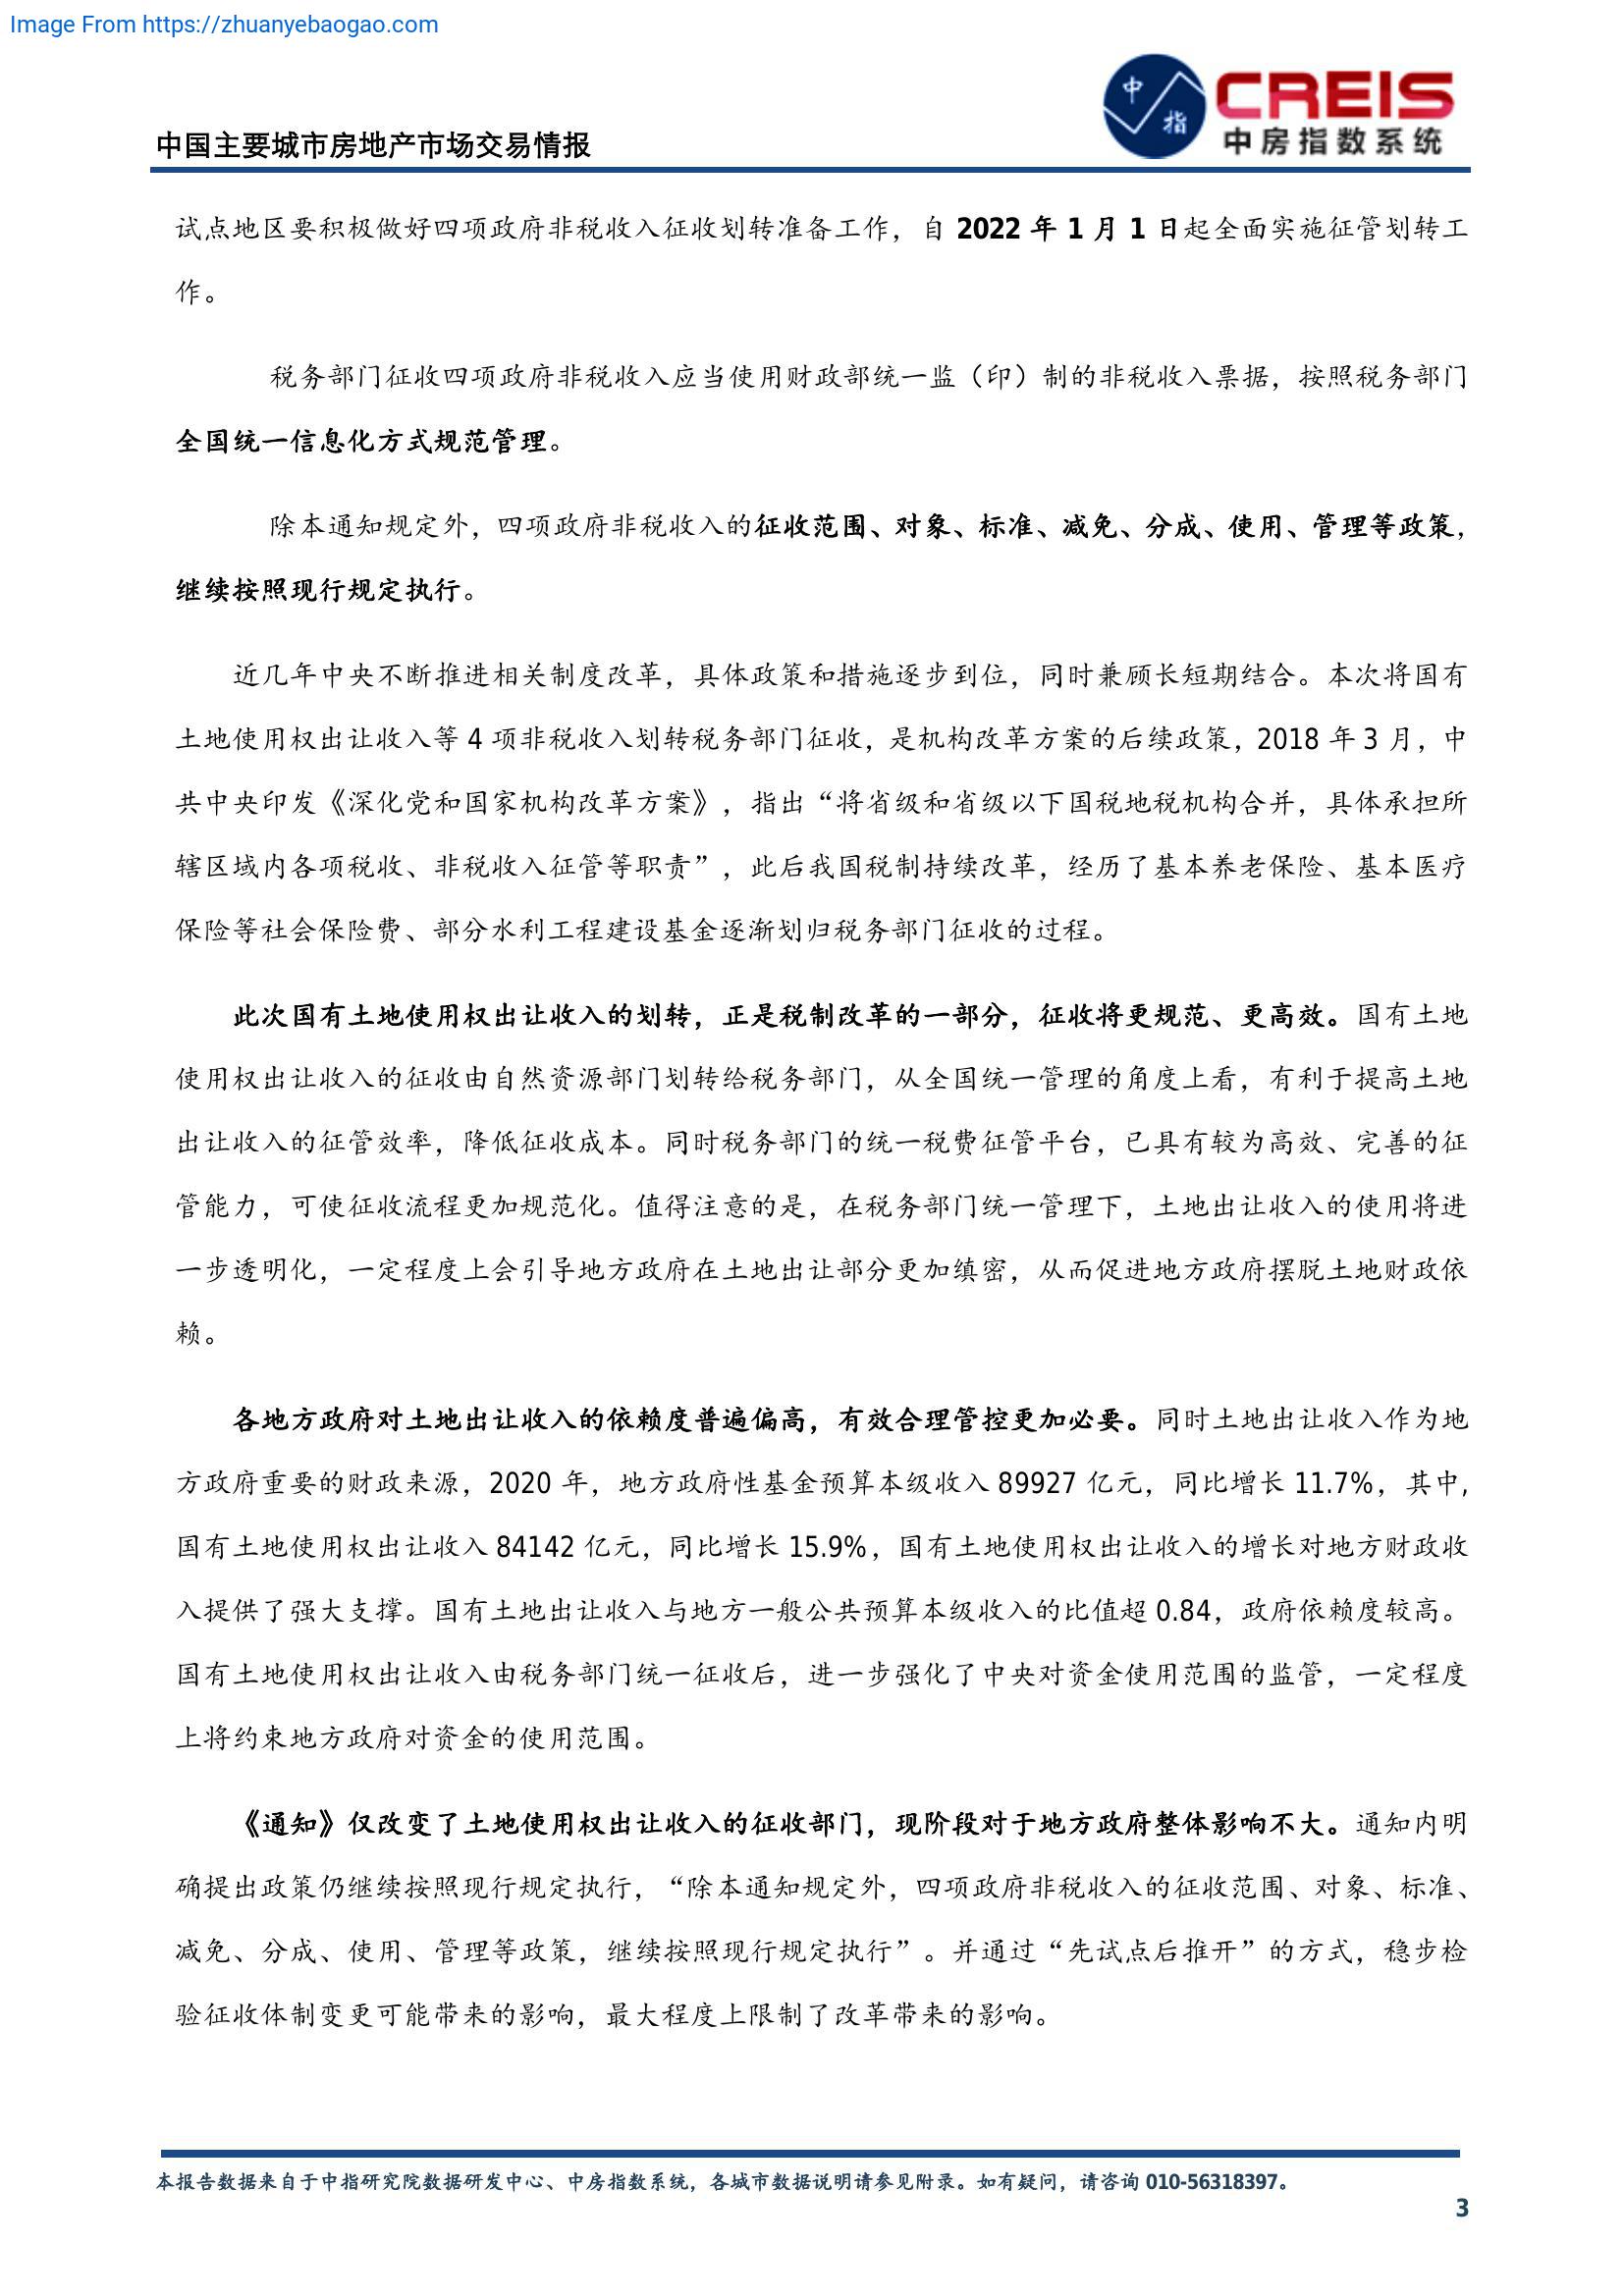 Image From https://zhuanyebaogao.com
中指
CREIS
中房指数系统
中国主要城市房地产市场交易情报
试点地区要积极做好四项政府非税收入征收划转准备工作，自 2022 年 1 月 1 日起全面实施征管划转工
作。
税务部门征收四项政府非税收入应当使用财政部统一监（印）制的非税收入票据，按照税务部门
全国统一信息化方式规范管理。
除本通知规定外，四项政府非税收入的征收范围、对象、标准、减免、分成、使用、管理等政策，
继续按照现行规定执行。
近几年中央不断推进相关制度改革，具体政策和措施逐步到位，同时兼顾长短期结合。本次将国有
土地使用权出让收入等 4 项非税收入划转税务部门征收，是机构改革方案的后续政策，2018 年 3 月，中
共中央印发《深化党和国家机构改革方案》，指出“将省级和省级以下国税地税机构合并，具体承担所
辖区域内各项税收、非税收入征管等职责”，此后我国税制持续改革，经历了基本养老保险、基本医疗
保险等社会保险费、部分水利工程建设基金逐渐划归税务部门征收的过程。
此次国有土地使用权出让收入的划转，正是税制改革的一部分，征收将更规范、更高效。国有土地
使用权出让收入的征收由自然资源部门划转给税务部门，从全国统一管理的角度上看，有利于提高土地
出让收入的征管效率，降低征收成本。同时税务部门的统一税费征管平台，已具有较为高效、完善的征
管能力，可使征收流程更加规范化。值得注意的是，在税务部门统一管理下，土地出让收入的使用将进
一步透明化，一定程度上会引导地方政府在土地出让部分更加缜密，从而促进地方政府摆脱土地财政依
赖。
各地方政府对土地出让收入的依赖度普遍偏高，有效合理管控更加必要。同时土地出让收入作为地
方政府重要的财政来源，2020 年，地方政府性基金预算本级收入 89927 亿元，同比增长 11.7%，其中，
国有土地使用权出让收入 84142 亿元，同比增长 15.9%，国有土地使用权出让收入的增长对地方财政收
入提供了强大支撑。国有土地出让收入与地方一般公共预算本级收入的比值超 0.84，政府依赖度较高。
国有土地使用权出让收入由税务部门统一征收后，进一步强化了中央对资金使用范围的监管，一定程度
上将约束地方政府对资金的使用范围。
《通知》仅改变了土地使用权出让收入的征收部门，现阶段对于地方政府整体影响不大。通知内明
确提出政策仍继续按照现行规定执行，“除本通知规定外，四项政府非税收入的征收范围、对象、标准、
减免、分成、使用、管理等政策，继续按照现行规定执行”。并通过“先试点后推开”的方式，稳步检
验征收体制变更可能带来的影响，最大程度上限制了改革带来的影响。
本报告数据来自于中指研究院数据研发中心、中房指数系统，各城市数据说明请参见附录。如有疑问，请咨询 010-56318397。
3